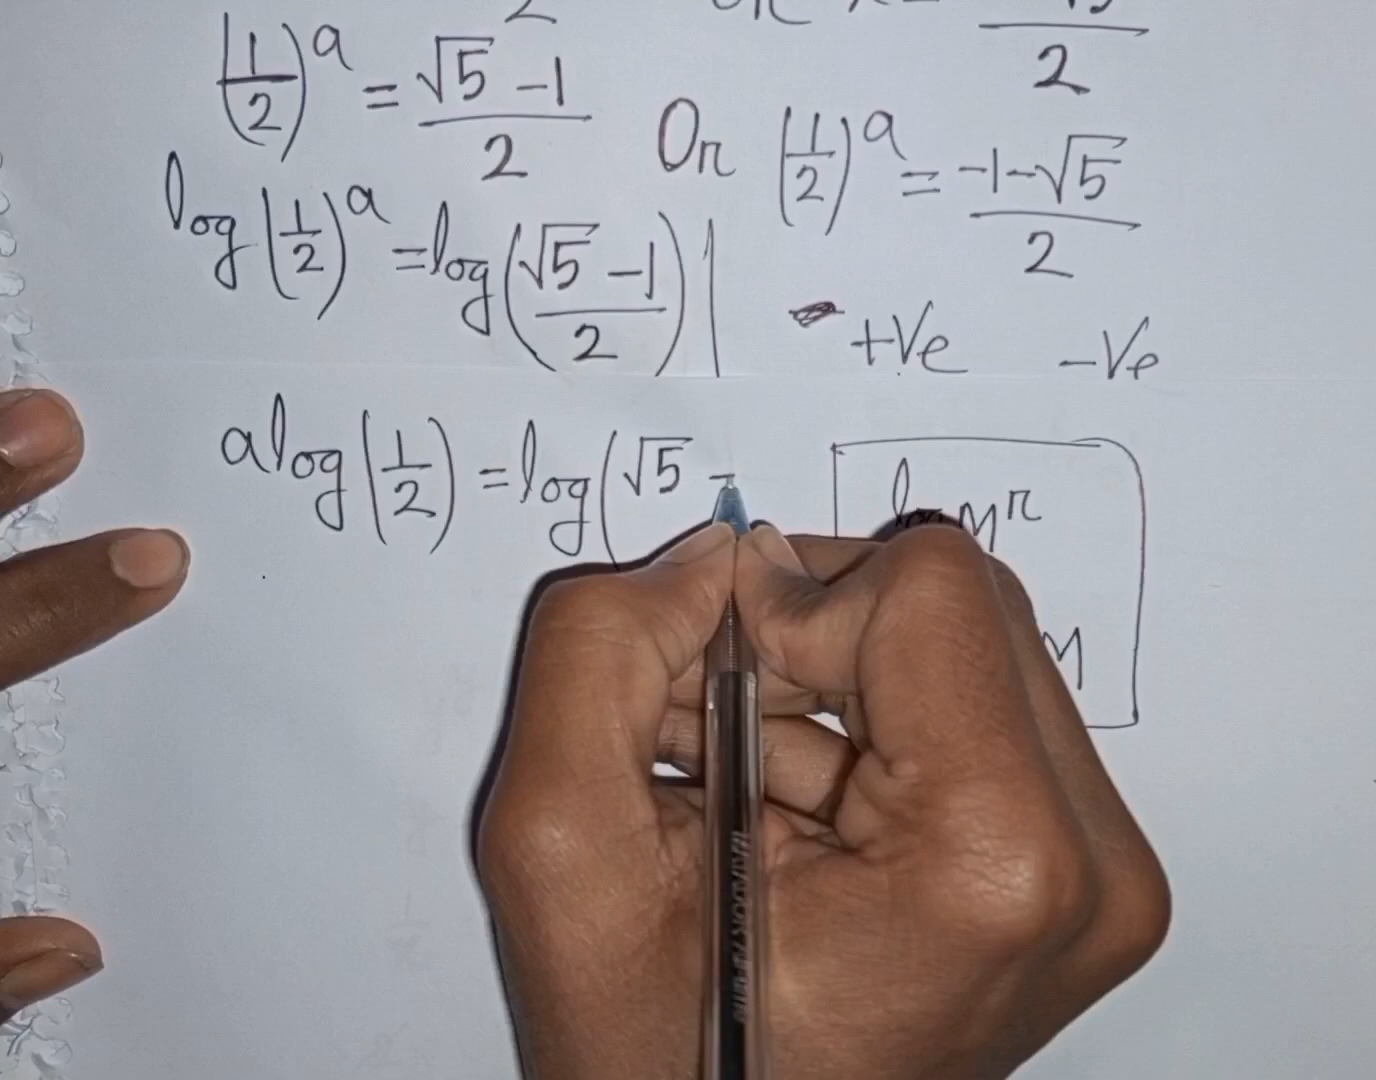 (1/2)^a = (√5 - 1)/2 Or (1/2)^a = (-1-√5)/2
log(1/2)^a = log((√5 - 1)/2) | +Ve -Ve
a log(1/2) = log(√5 -
M^r
M